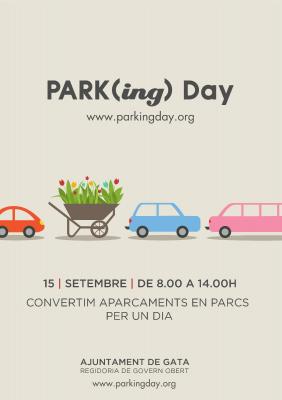 PARK(ing) Day
www.parkingday.org
15 | SETEMBRE | DE 8.00 A 14.00H
CONVERTIM APARCAMENTS EN PARCS
PER UN DIA
AJUNTAMENT DE GATA
REGIDORIA DE GOVERN OBERT
www.parkingday.org